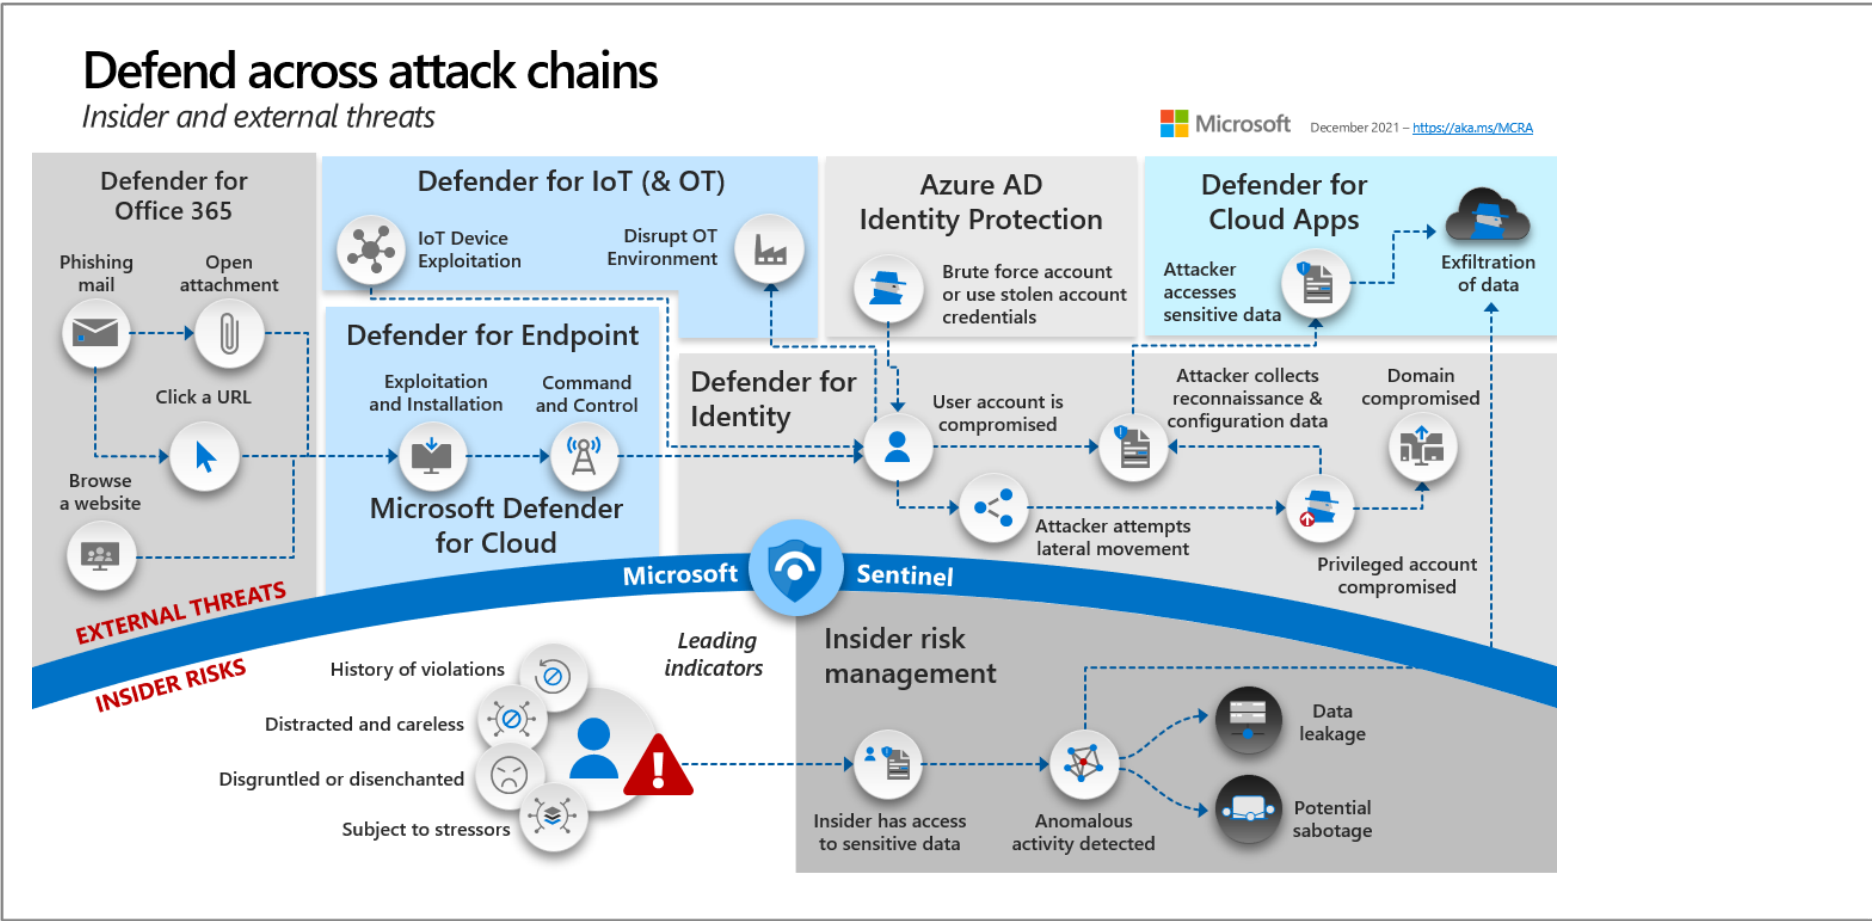 Defend across attack chains
Insider and external threats
Microsoft
December 2021 – https://aka.ms/MCRA
Defender for
Office 365
Phishing
mail
Open
attachment
Click a URL
Browse
a website
Defender for IoT (& OT)
IoT Device
Exploitation
Disrupt OT
Environment
Defender for Endpoint
Exploitation
and Installation
Command
and Control
Microsoft Defender
for Cloud
Azure AD
Identity Protection
Brute force account
or use stolen account
credentials
Defender for
Cloud Apps
Attacker
accesses
sensitive data
Exfiltration
of data
Defender for
Identity
User account is
compromised
Attacker collects
reconnaissance &
configuration data
Domain
compromised
Attacker attempts
lateral movement
Privileged account
compromised
Microsoft
Sentinel
EXTERNAL THREATS
INSIDER RISKS
Leading
indicators
History of violations
Distracted and careless
Disgruntled or disenchanted
Subject to stressors
Insider risk
management
Insider has access
to sensitive data
Anomalous
activity detected
Data
leakage
Potential
sabotage